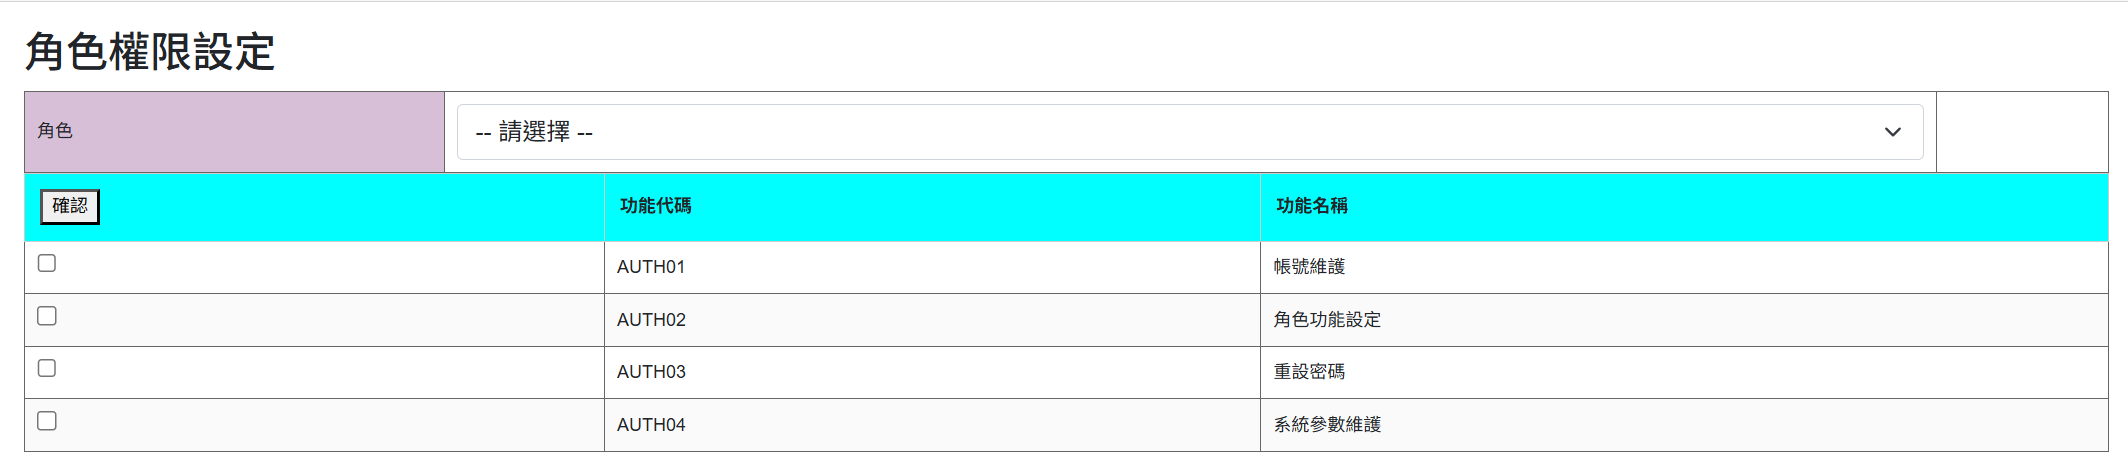 角色權限設定
角色 -- 請選擇 --
確認 功能代碼 功能名稱
AUTH01 帳號維護
AUTH02 角色功能設定
AUTH03 重設密碼
AUTH04 系統參數維護